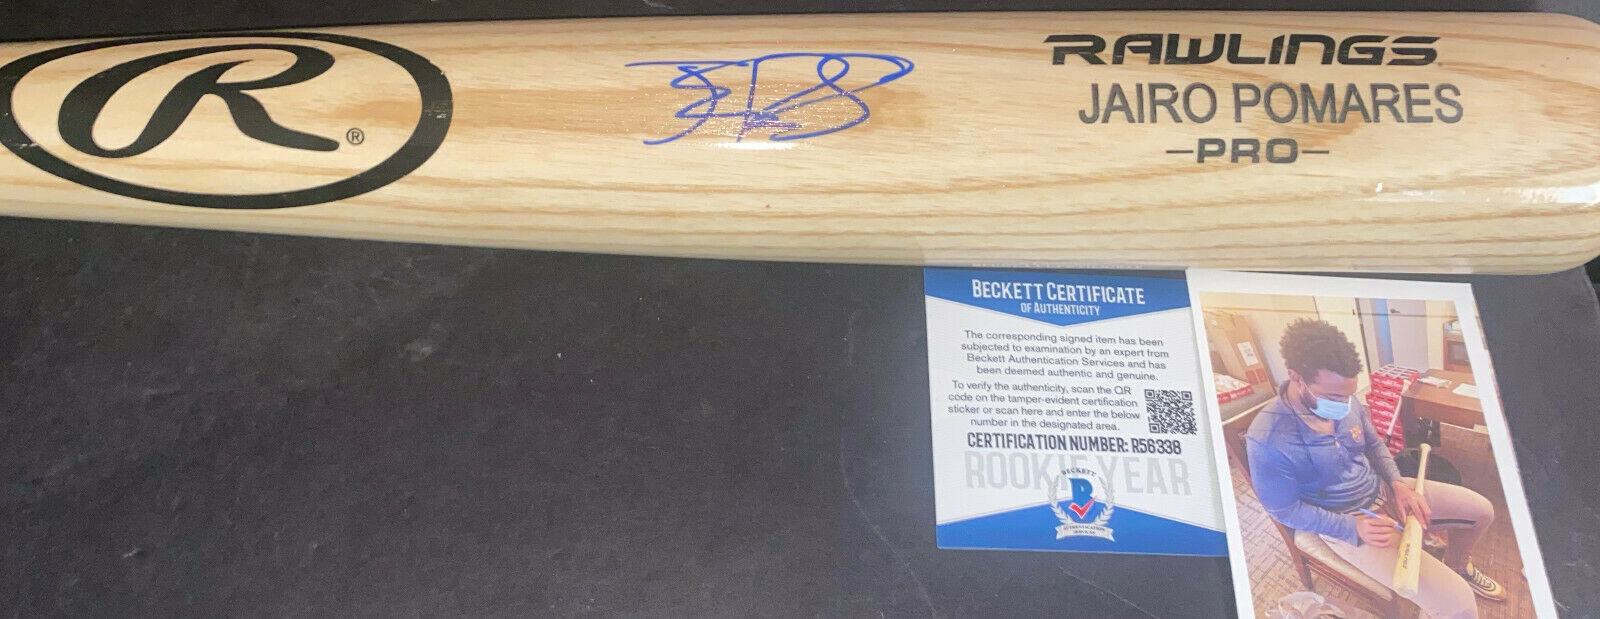 R®
RAWLINGS
JAIRO POMARES
-PRO-
BECKETT CERTIFICATE
OF AUTHENTICITY
The corresponding signed item has been
subjected to examination by an expert from
Beckett Authentication Services and has
been deemed authentic and genuine.
To verify the authenticity, scan the QR
code on the tamper-evident certification
sticker or scan here and enter the below
number in the designated area.
CERTIFICATION NUMBER: R56338
ROOKIE YEAR
BECKETT
B
AUTHENTICATION
SERVICES